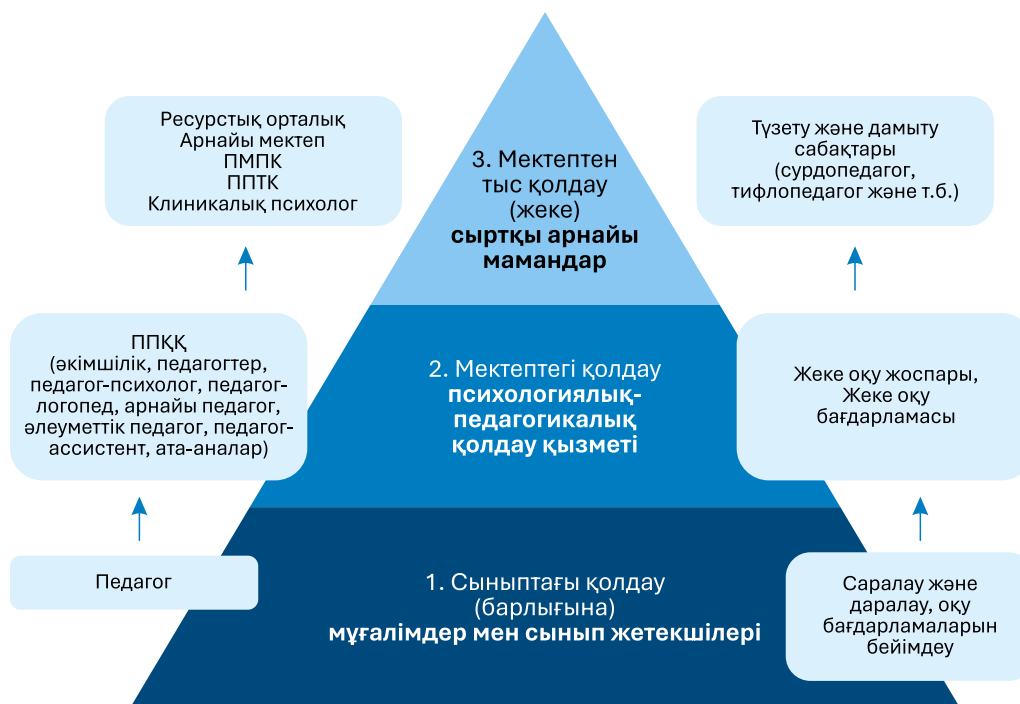 Ресурстық орталық
Арнайы мектеп
ПМПК
ППТК
Клиникалық психолог
3. Мектептен
тыс қолдау
(жеке)
сыртқы арнайы
мамандар
Түзету және дамыту
сабақтары
(сурдопедагог,
тифлопедагог және т.б.)
ППҚҚ
(әкімшілік, педагогтер,
педагог-психолог, педагог-
логопед, арнайы педагог,
әлеуметтік педагог, педагог-
ассистент, ата-аналар)
2. Мектептегі қолдау
психологиялық-
педагогикалық
қолдау қызметі
Жеке оқу жоспары,
Жеке оқу
бағдарламасы
Педагог
1. Сыныптағы қолдау
(барлығына)
мұғалімдер мен сынып жетекшілері
Саралау және
даралау, оқу
бағдарламаларын
бейімдеу